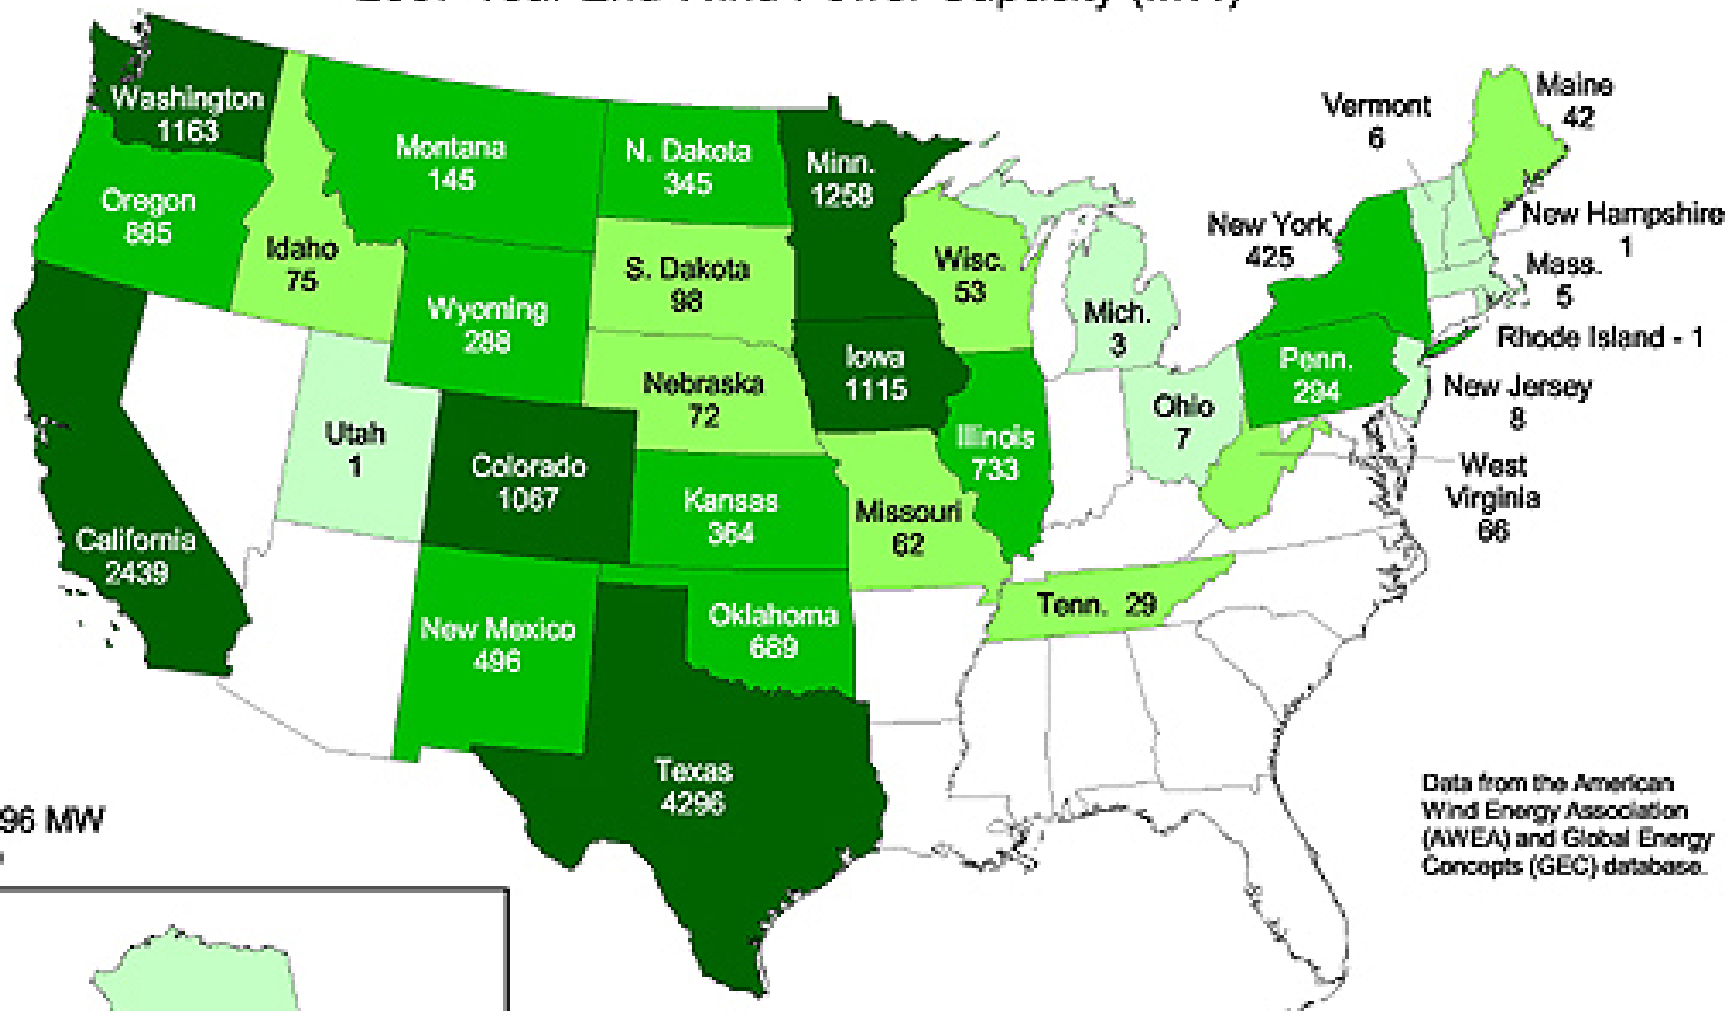 Washington
1163
Oregon
885
Idaho
75
Montana
145
N. Dakota
345
Minn.
1258
S. Dakota
98
Wyoming
298
Wisc.
53
Mich.
3
Vermont
6
Maine
42
New York
425
New Hampshire
1
Mass.
5
Rhode Island - 1
New Jersey
8
Penn.
294
Ohio
7
West
Virginia
66
Nebraska
72
Iowa
1115
Illinois
733
Utah
1
Colorado
1067
Kansas
364
Missouri
62
California
2439
New Mexico
496
Oklahoma
689
Tenn. 29
Texas
4296
96 MW
Data from the American
Wind Energy Association
(AWEA) and Global Energy
Concepts (GEC) database.